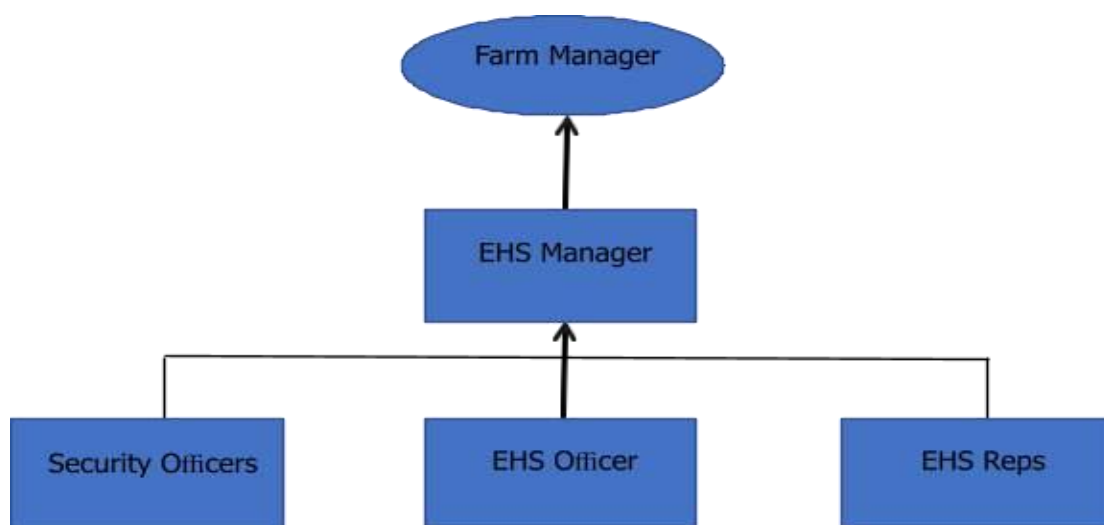 Farm Manager
EHS Manager
Security Officers
EHS Officer
EHS Reps